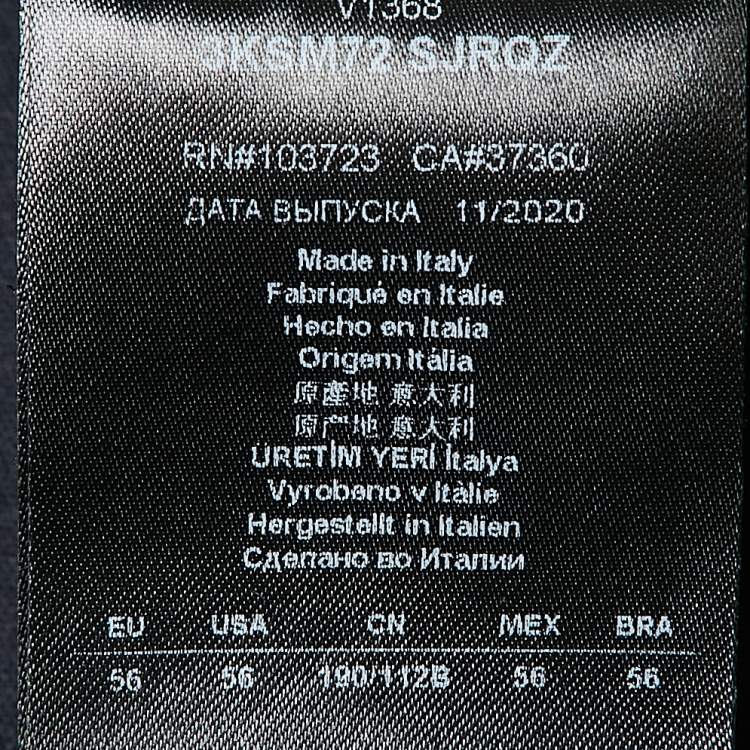 V1368
3KSM72 SJRQZ
RN#103723 CA#37360
ДАТА ВЫПУСКА 11/2020
Made in Italy
Fabriqué en Italie
Hecho en Italia
Origem Itália
原產地 意大利
原产地 意大利
ÜRETİM YERİ İtalya
Vyrobeno v Itálie
Hergestellt in Italien
Сделано во Италии
EU USA CN MEX BRA
56 56 190/112B 56 56